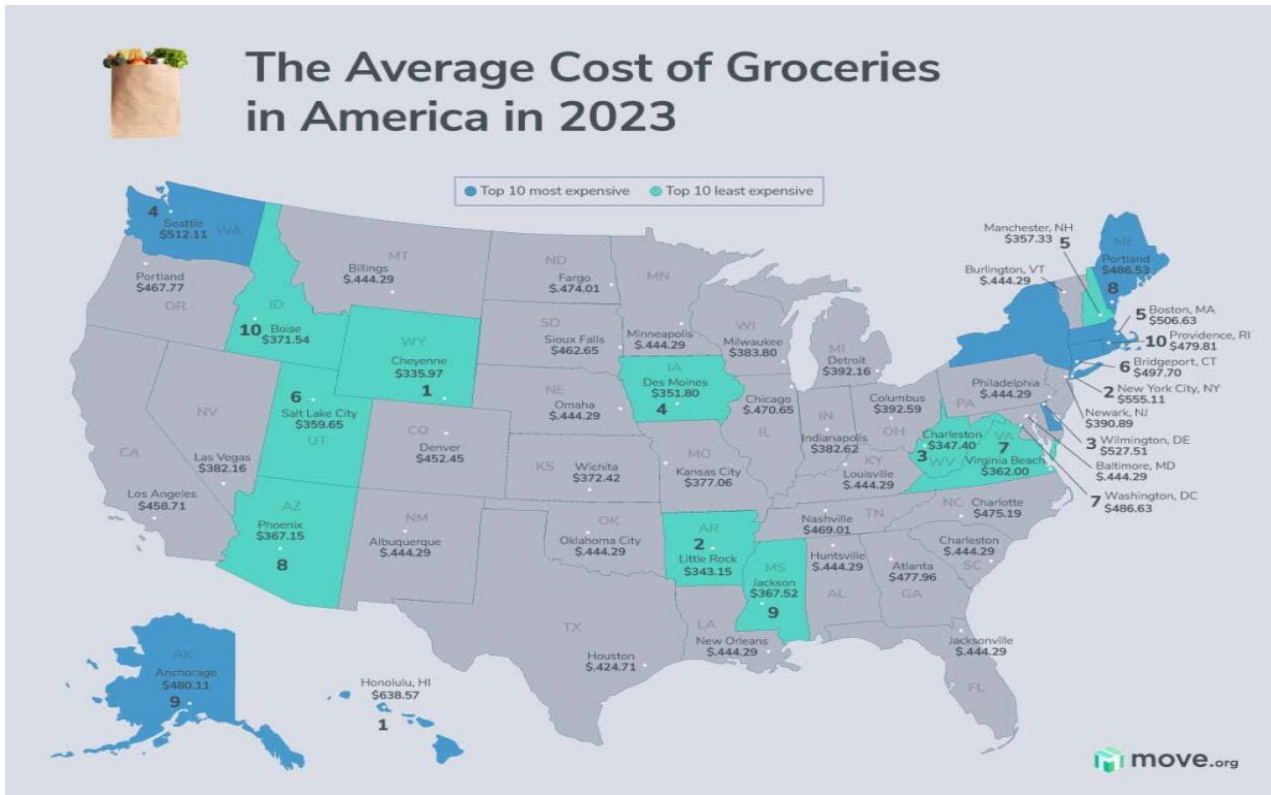 The Average Cost of Groceries
in America in 2023
Top 10 most expensive
Top 10 least expensive
4
Seattle
$512.11
WA
Portland
$467.77
OR
10
ID
Boise
$371.54
MT
Billings
$.444.29
WY
Cheyenne
$335.97
1
6
Salt Lake City
$359.65
UT
NV
Las Vegas
$382.16
CA
Los Angeles
$458.71
AZ
Phoenix
$367.15
8
CO
Denver
$452.45
NM
Albuquerque
$.444.29
ND
Fargo
$.474.01
SD
Sioux Falls
$462.65
NE
Omaha
$.444.29
KS
Wichita
$372.42
OK
Oklahoma City
$.444.29
TX
Houston
$.424.71
MN
Minneapolis
$.444.29
IA
Des Moines
$351.80
4
MO
Kansas City
$377.06
AR
2
Little Rock
$343.15
LA
New Orleans
$.444.29
WI
Milwaukee
$383.80
Chicago
$.470.65
IL
MI
Detroit
$392.16
IN
Indianapolis
$382.62
Columbus
$392.59
OH
KY
Louisville
$.444.29
Nashville
$469.01
TN
MS
Jackson
$367.52
9
Huntsville
$.444.29
AL
Atlanta
$477.96
GA
Charleston
$.444.29
SC
NC
Charlotte
$475.19
Jacksonville
$.444.29
FL
Charleston
$347.40
3
WV
VA
7
Virginia Beach
$362.00
Philadelphia
$.444.29
PA
Manchester, NH
$357.33
5
Burlington, VT
$.444.29
ME
Portland
$486.53
8
5 Boston, MA
$506.63
10 Providence, RI
$479.81
6 Bridgeport, CT
$497.70
2 New York City, NY
$555.11
Newark, NJ
$390.89
3 Wilmington, DE
$527.51
Baltimore, MD
$.444.29
7 Washington, DC
$486.63
AK
Anchorage
$480.11
9
Honolulu, HI
$638.57
1
move.org